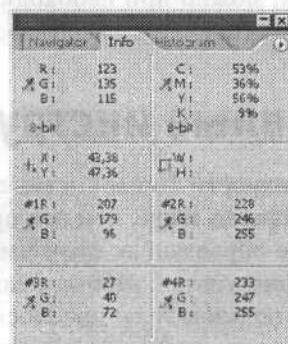 Navigator Info Histogram
R: 123 C: 53%
G: 135 M: 36%
B: 115 Y: 56%
K: 9%
8-bit 8-bit
X: 43,38 W:
Y: 47,36 H:
#1R: 207 #2R: 228
G: 179 G: 246
B: 96 B: 255
#3R: 27 #4R: 233
G: 40 G: 247
B: 72 B: 255